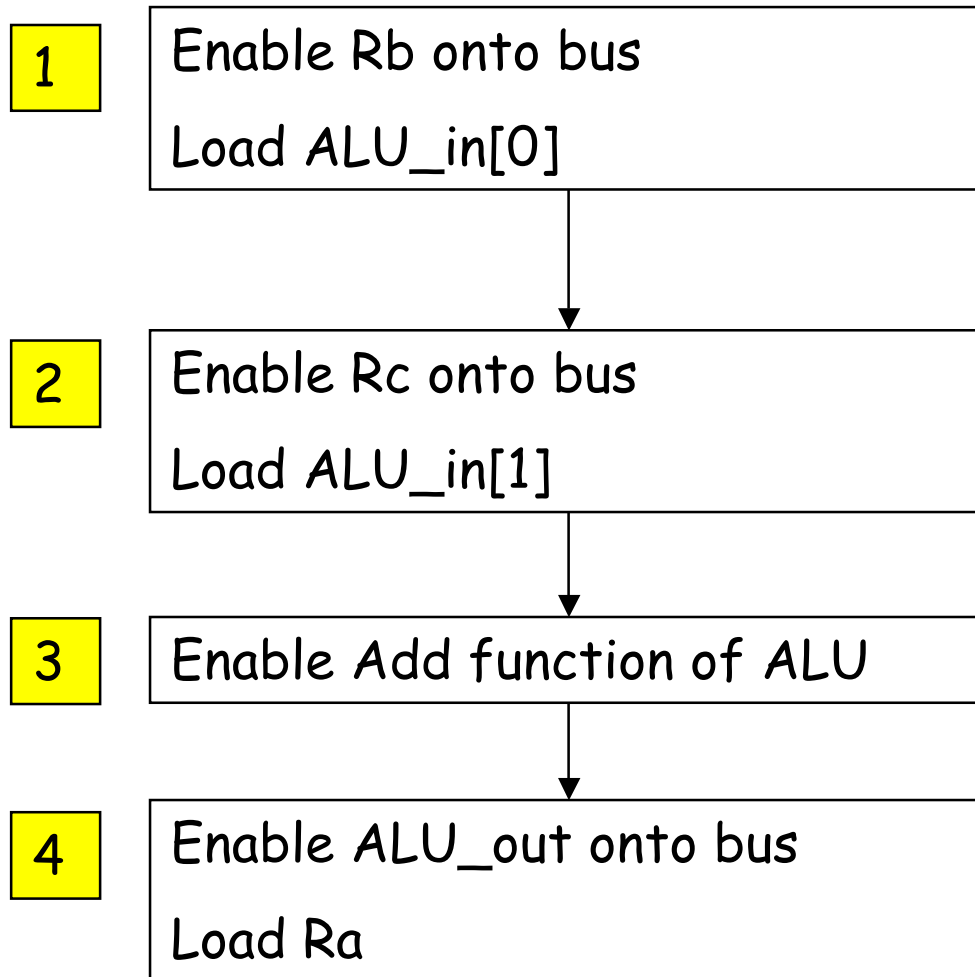 1
Enable Rb onto bus
Load ALU_in[0]
2
Enable Rc onto bus
Load ALU_in[1]
3
Enable Add function of ALU
4
Enable ALU_out onto bus
Load Ra